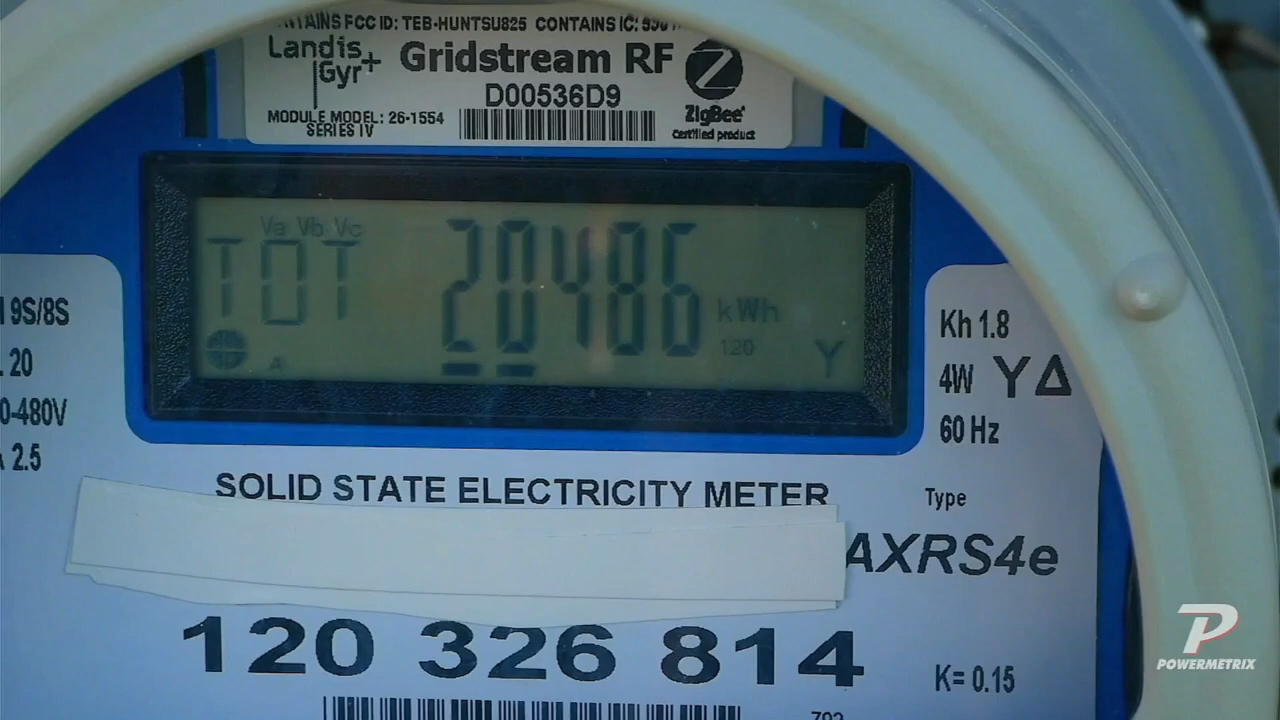 CONTAINS FCC ID: TEB-HUNTSU825 CONTAINS IC:
Landis+
Gyr
Gridstream RF
D00536D9
MODULE MODEL: 26-1554
SERIES IV
Z
ZigBee
Certified product
Va Vb Vc
TOT 20486 kWh
120
A
Y
9S/8S
20
-480V
2.5
Kh 1.8
4W Y Δ
60 Hz
SOLID STATE ELECTRICITY METER
Type
AXRS4e
120 326 814
K= 0.15
P
POWERMETRIX